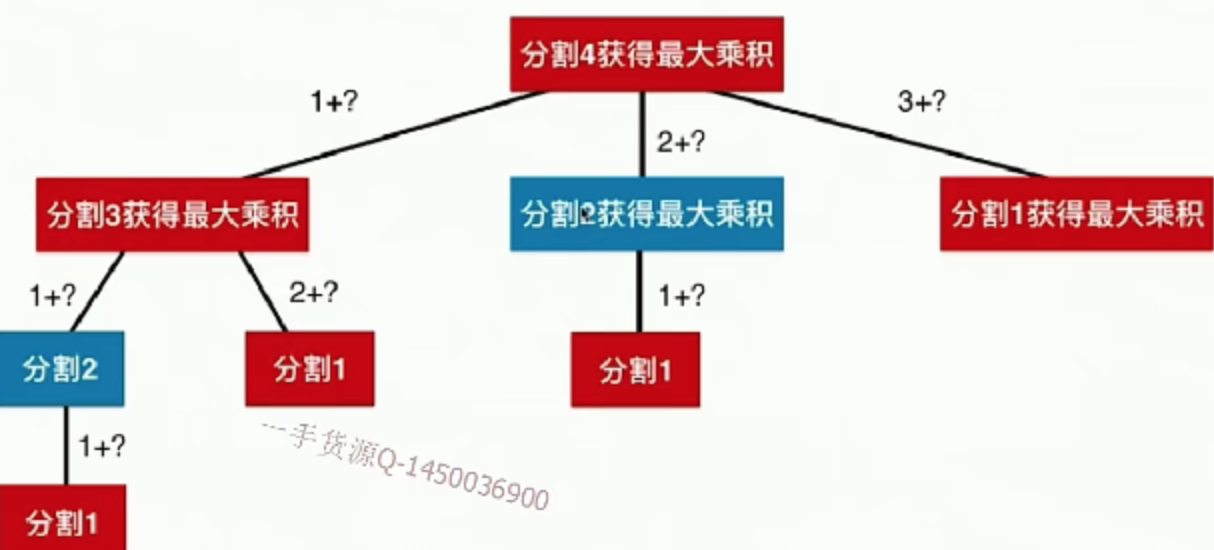 分割4获得最大乘积
1+?
3+?
2+?
分割3获得最大乘积
分割2获得最大乘积
分割1获得最大乘积
1+?
2+?
1+?
分割2
分割1
分割1
1+?
一手货源Q-1450036900
分割1